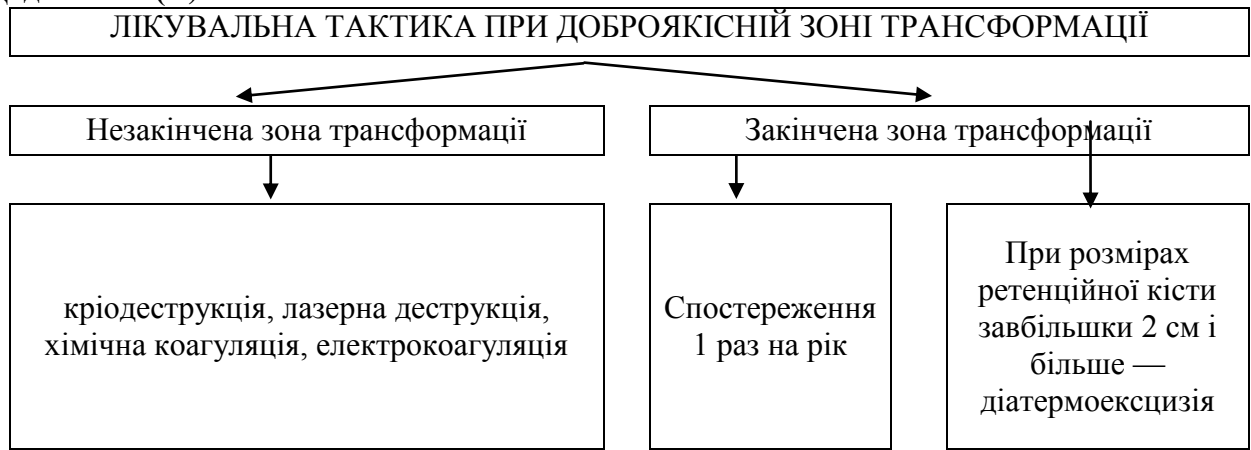 ЛІКУВАЛЬНА ТАКТИКА ПРИ ДОБРОЯКІСНІЙ ЗОНІ ТРАНСФОРМАЦІЇ
Незакінчена зона трансформації
Закінчена зона трансформації
кріодеструкція, лазерна деструкція,
хімічна коагуляція, електрокоагуляція
Спостереження
1 раз на рік
При розмірах
ретенційної кісти
завбільшки 2 см і
більше —
діатермоексцизія